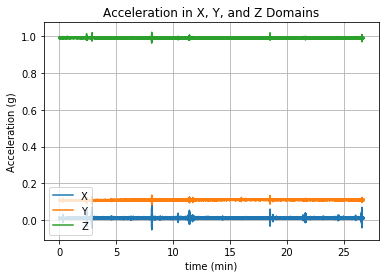 Acceleration in X, Y, and Z Domains
Acceleration (g)
1.0
0.8
0.6
0.4
0.2
0.0
X
Y
Z
0 5 10 15 20 25
time (min)